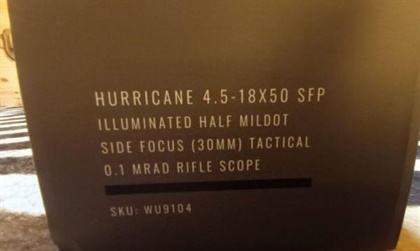 HURRICANE 4.5-18X50 SFP
ILLUMINATED HALF MILDOT
SIDE FOCUS (30MM) TACTICAL
0.1 MRAD RIFLE SCOPE
SKU: WU9104